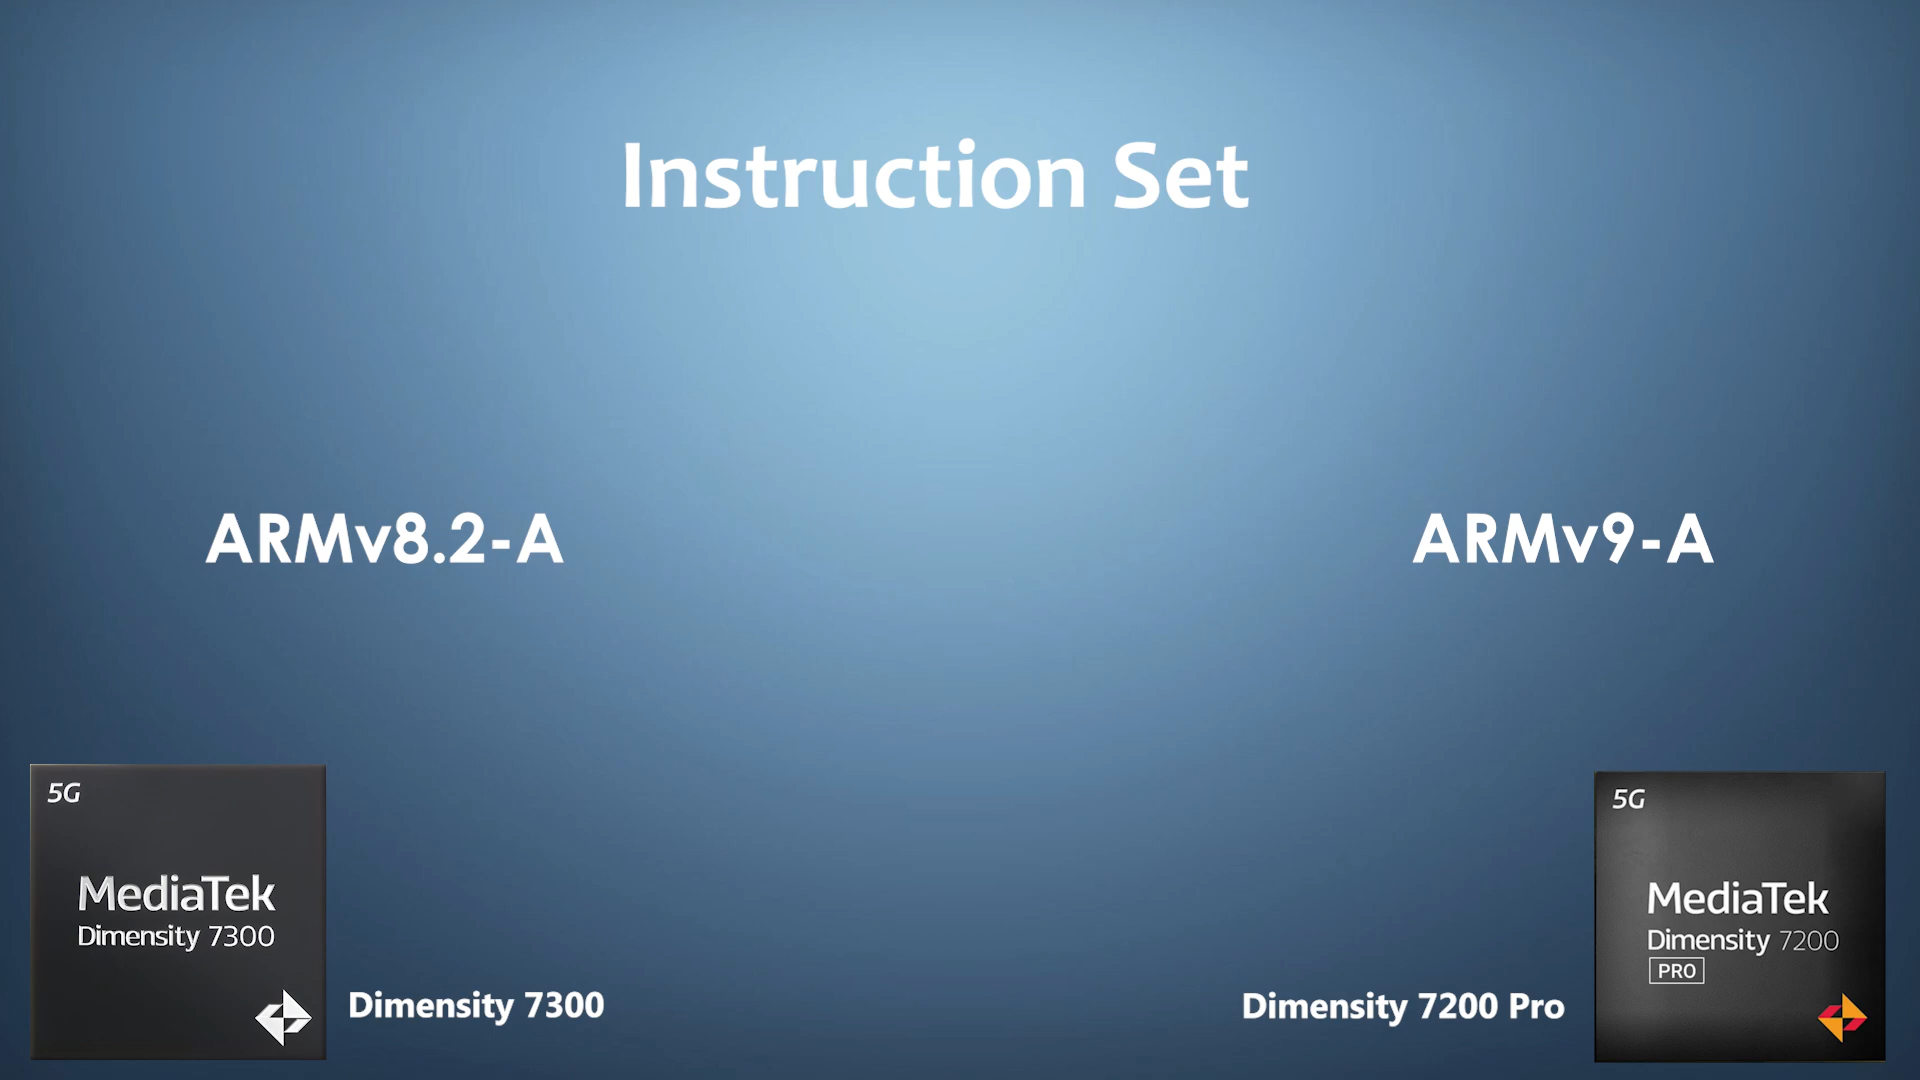 Instruction Set
ARMv8.2-A
ARMv9-A
5G
MediaTek
Dimensity 7300
Dimensity 7300
Dimensity 7200 Pro
5G
MediaTek
Dimensity 7200
PRO